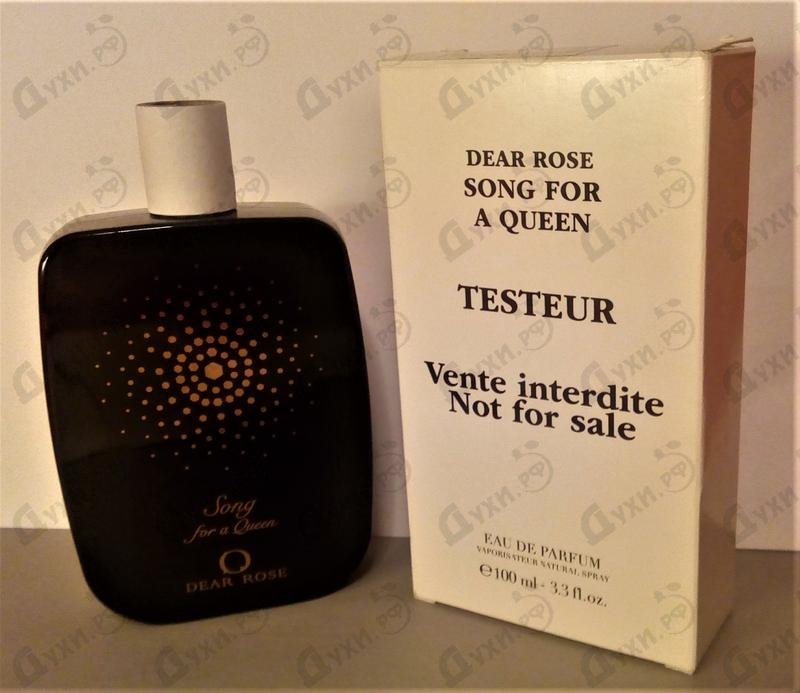 Song
for a Queen
DEAR ROSE
DEAR ROSE
SONG FOR
A QUEEN
TESTEUR
Vente interdite
Not for sale
EAU DE PARFUM
VAPORISATEUR NATURAL SPRAY
℮100 ml - 3.3 fl.oz.
Духи.рф